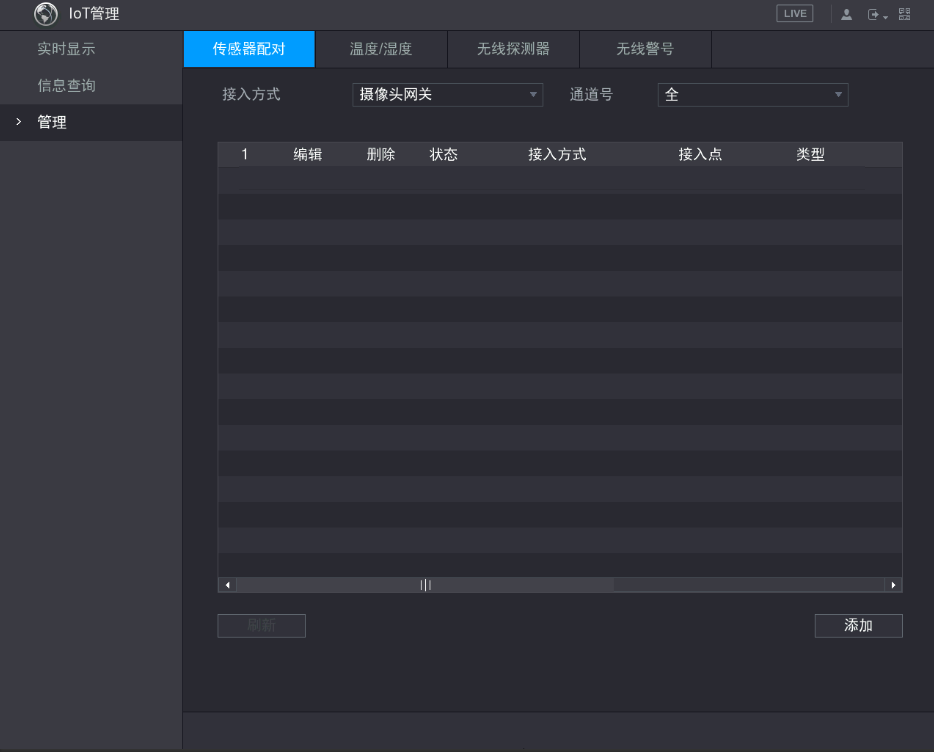 IoT管理
LIVE
实时显示
信息查询
管理
传感器配对 温度/湿度 无线探测器 无线警号
接入方式 摄像头网关 通道号 全
1 编辑 删除 状态 接入方式 接入点 类型
刷新 添加